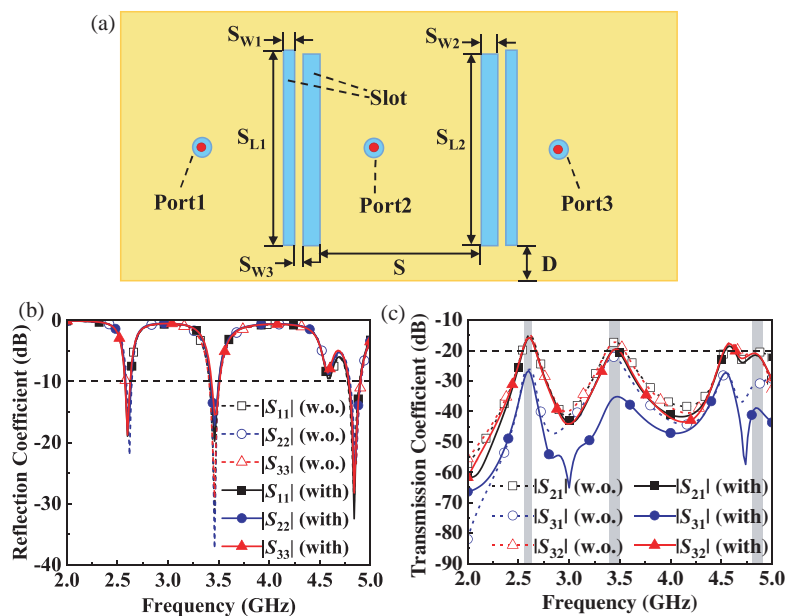 (a)
S_W1
S_W2
Slot
S_L1
S_L2
Port1
Port2
Port3
S_W3
S
D
(b)
0
-10
-20
-30
-40
Reflection Coefficient (dB)
|S11| (w.o.)
|S22| (w.o.)
|S33| (w.o.)
|S11| (with)
|S22| (with)
|S33| (with)
2.0 2.5 3.0 3.5 4.0 4.5 5.0
Frequency (GHz)
(c)
-10
-20
-30
-40
-50
-60
-70
-80
-90
Transmission Coefficient (dB)
|S21| (w.o.) |S21| (with)
|S31| (w.o.) |S31| (with)
|S32| (w.o.) |S32| (with)
2.0 2.5 3.0 3.5 4.0 4.5 5.0
Frequency (GHz)